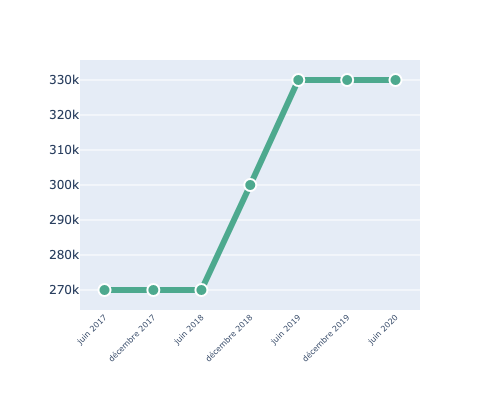 330k
320k
310k
300k
290k
280k
270k
juin 2017
décembre 2017
juin 2018
décembre 2018
juin 2019
décembre 2019
juin 2020